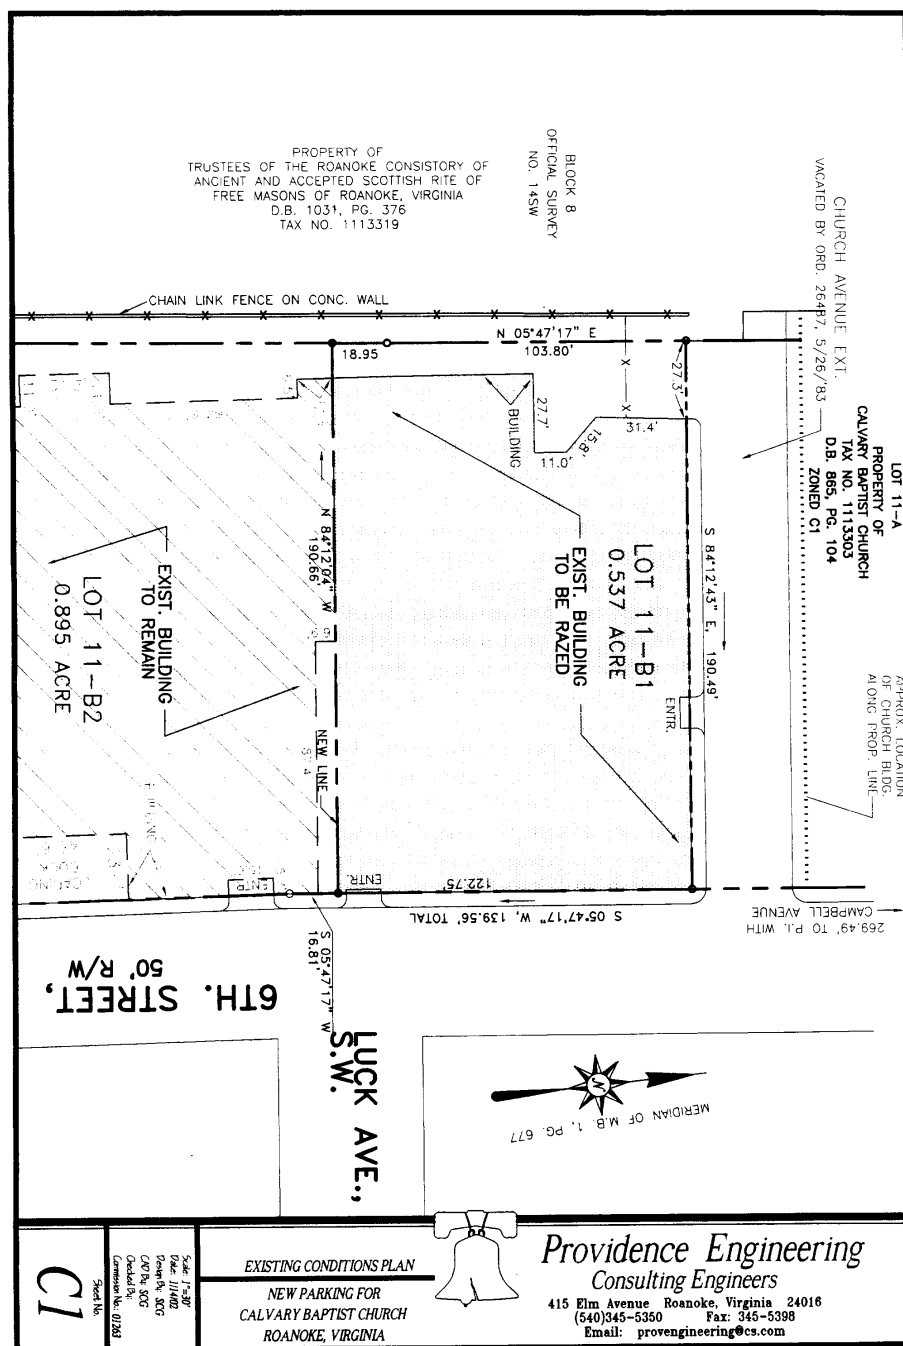 PROPERTY OF
TRUSTEES OF THE ROANOKE CONSISTORY OF
ANCIENT AND ACCEPTED SCOTTISH RITE OF
FREE MASONS OF ROANOKE, VIRGINIA
D.B. 1031, PG. 376
TAX NO. 1113319
BLOCK 8
OFFICIAL SURVEY
NO. 14SW
CHURCH AVENUE EXT.
VACATED BY ORD. 26487, 5/26/'83
LOT 11-A
PROPERTY OF
CALVARY BAPTIST CHURCH
TAX NO. 1113303
D.B. 865, PG. 104
ZONED C1
CHAIN LINK FENCE ON CONC. WALL
N 05°47'17" E
18.95
103.80'
27.3'
27.7'
BUILDING
15.8'
31.4'
11.0'
S 84°12'43" E, 190.49'
N 84°12'04" W
190.66'
LOT 11-B1
0.537 ACRE
EXIST. BUILDING
TO BE RAZED
EXIST. BUILDING
TO REMAIN
LOT 11-B2
0.895 ACRE
APPROX. LOCATION
OF CHURCH BLDG.
ALONG PROP. LINE
ENTR.
NEW LINE
ENTR.
ENTR.
122.75'
S 05°47'17" W, 139.56' TOTAL
269.49' TO P.I. WITH
CAMPBELL AVENUE
S 05°47'17" W
16.81'
6TH. STREET,
50' R/W
LUCK AVE.,
S.W.
N
MERIDIAN OF M.B. 1, PG. 677
Sheet No.
C1
Scale: 1"=30'
Date: 1/14/02
Design By: SCG
CAD By: SCG
Checked By:
Commission No.: 01263
EXISTING CONDITIONS PLAN
NEW PARKING FOR
CALVARY BAPTIST CHURCH
ROANOKE, VIRGINIA
Providence Engineering
Consulting Engineers
415 Elm Avenue Roanoke, Virginia 24016
(540)345-5350 Fax: 345-5398
Email: provengineering@cs.com